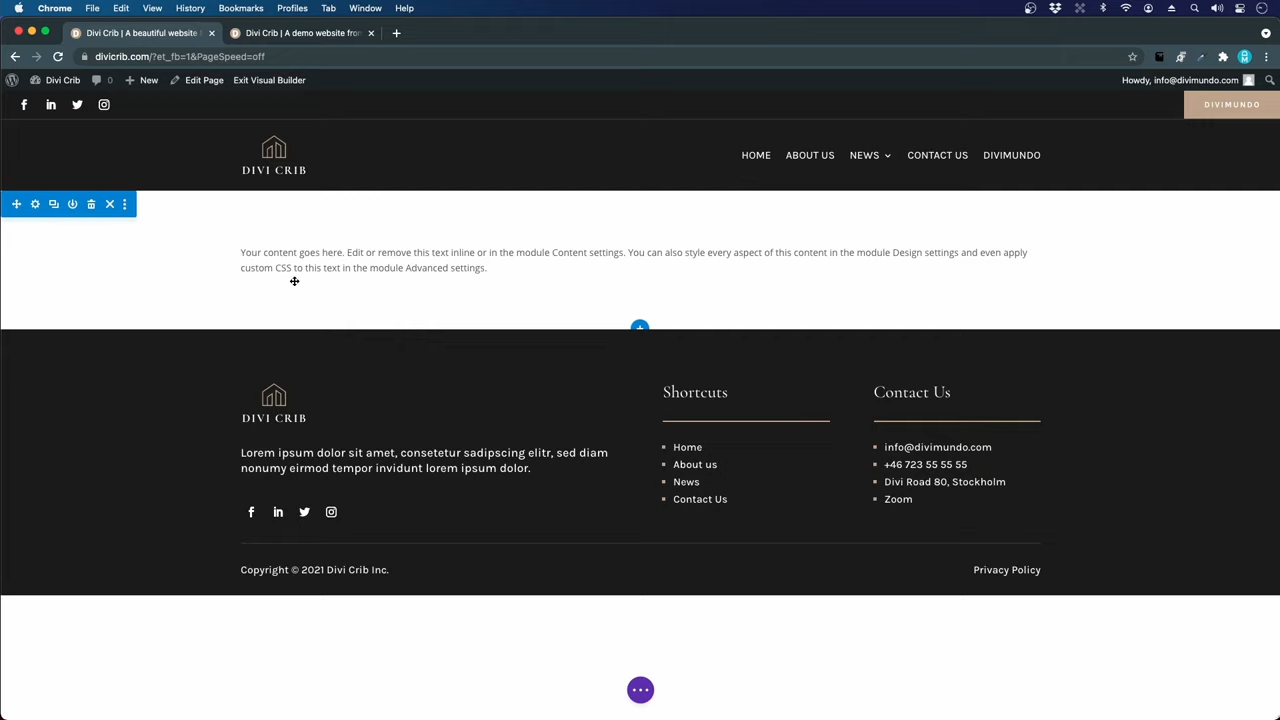 Chrome File Edit View History Bookmarks Profiles Tab Window Help
Divi Crib | A beautiful website
Divi Crib | A demo website from
divicrib.com/?et_fb=1&PageSpeed=off
Divi Crib 0 New Edit Page Exit Visual Builder Howdy, info@divimundo.com
DIVIMUNDO
DIVI CRIB
HOME ABOUT US NEWS CONTACT US DIVIMUNDO
Your content goes here. Edit or remove this text inline or in the module Content settings. You can also style every aspect of this content in the module Design settings and even apply
custom CSS to this text in the module Advanced settings.
DIVI CRIB
Lorem ipsum dolor sit amet, consetetur sadipscing elitr, sed diam
nonumy eirmod tempor invidunt lorem ipsum dolor.
Shortcuts
Home
About us
News
Contact Us
Contact Us
info@divimundo.com
+46 723 55 55 55
Divi Road 80, Stockholm
Zoom
Copyright © 2021 Divi Crib Inc.
Privacy Policy